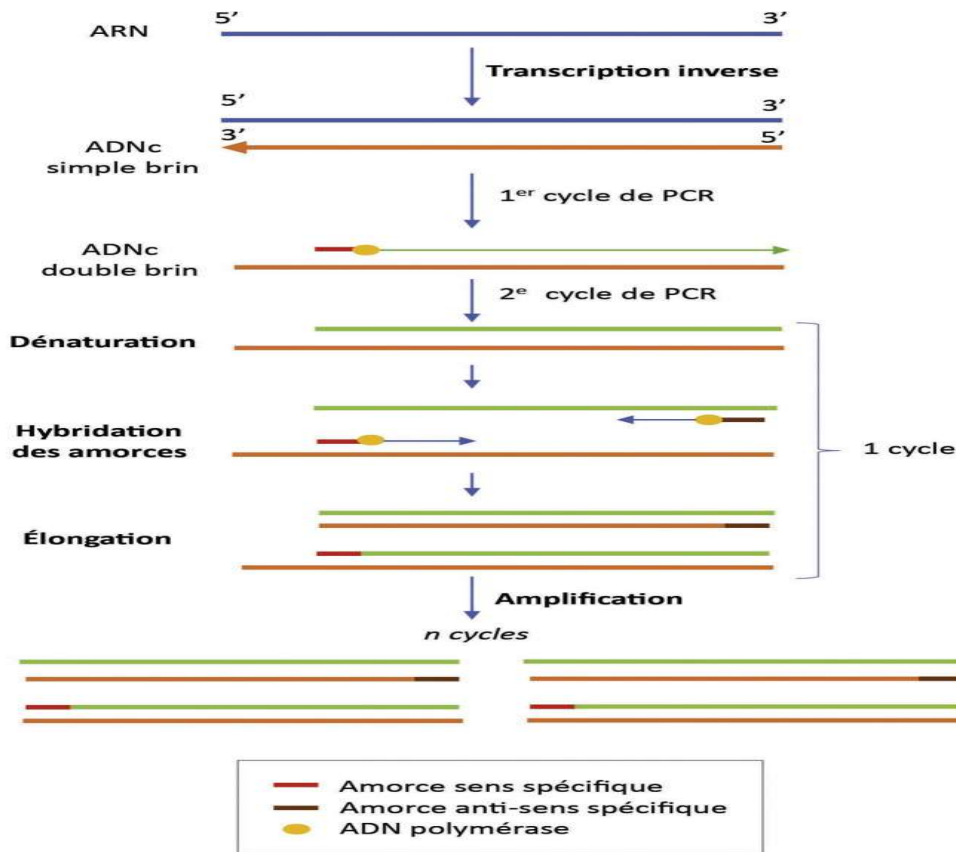 5’ 3’
ARN
Transcription inverse
5’ 3’
3’ 5’
ADNc
simple brin
1er cycle de PCR
ADNc
double brin
2e cycle de PCR
Dénaturation
Hybridation
des amorces
1 cycle
Élongation
Amplification
n cycles
Amorce sens spécifique
Amorce anti-sens spécifique
ADN polymérase